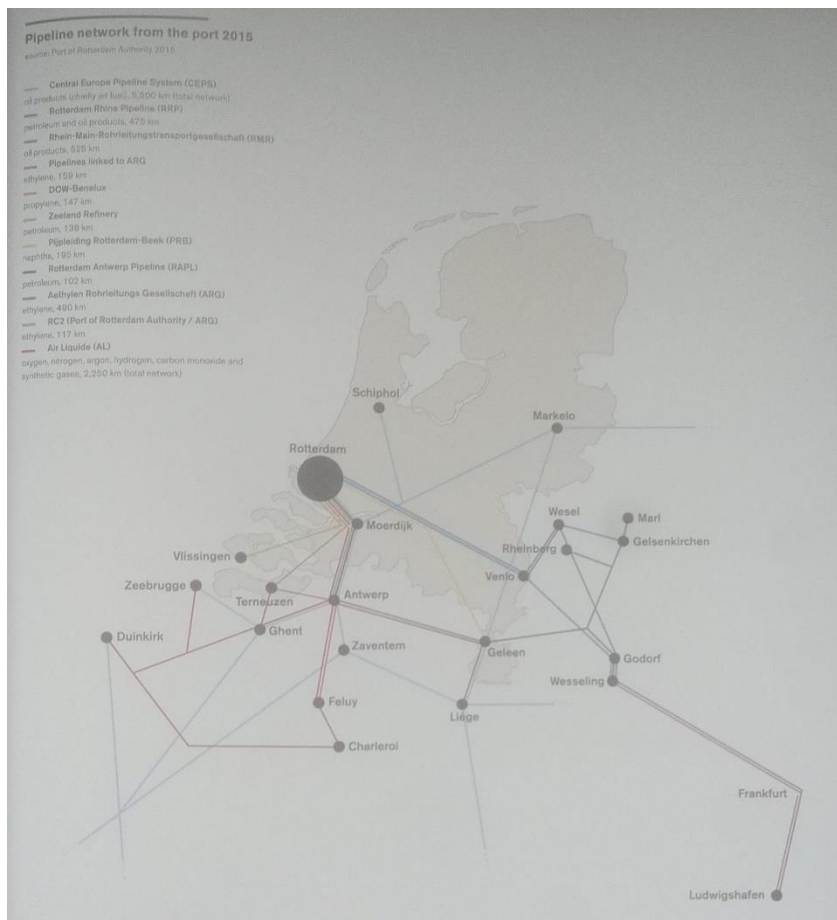 Pipeline network from the port 2015
source: Port of Rotterdam Authority 2015
Central Europe Pipeline System (CEPS)
oil products (chiefly jet fuel), 5,500 km (total network)
Rotterdam Rhine Pipeline (RRP)
petroleum and oil products, 475 km
Rhein-Main-Rohrleitungstransportgesellschaft (RMR)
oil products, 525 km
Pipelines linked to ARG
ethylene, 159 km
DOW-Benelux
propylene, 147 km
Zeeland Refinery
petroleum, 138 km
Pijpleiding Rotterdam-Beek (PRB)
naphtha, 195 km
Rotterdam Antwerp Pipeline (RAPL)
petroleum, 102 km
Aethylen Rohrleitungs Gesellschaft (ARG)
ethylene, 490 km
RC2 (Port of Rotterdam Authority / ARG)
ethylene, 117 km
Air Liquide (AL)
oxygen, nitrogen, argon, hydrogen, carbon monoxide and
synthetic gases, 2,250 km (total network)
Schiphol
Markelo
Rotterdam
Wesel
Marl
Moerdijk
Gelsenkirchen
Rheinberg
Vlissingen
Venlo
Zeebrugge
Terneuzen
Antwerp
Ghent
Duinkirk
Zaventem
Geleen
Godorf
Wesseling
Feluy
Liége
Charleroi
Frankfurt
Ludwigshafen